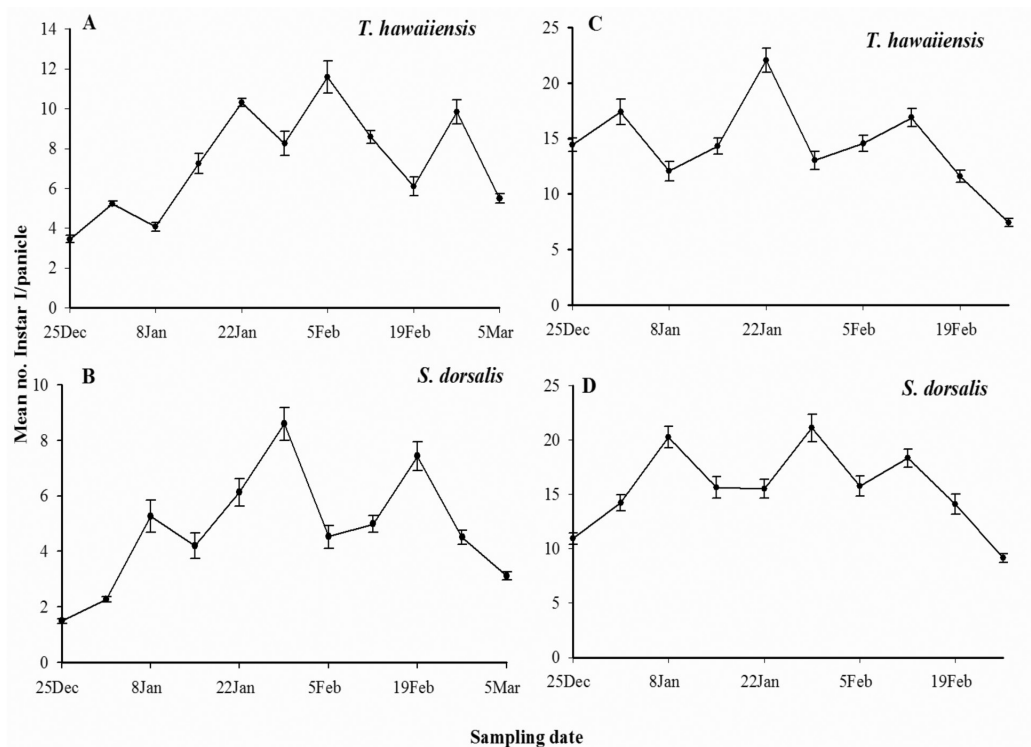 A
T. hawaiiensis
14
12
10
8
6
4
2
0
25Dec 8Jan 22Jan 5Feb 19Feb 5Mar
C
T. hawaiiensis
25
20
15
10
5
0
25Dec 8Jan 22Jan 5Feb 19Feb
Mean no. Instar I/panicle
B
S. dorsalis
10
8
6
4
2
0
25Dec 8Jan 22Jan 5Feb 19Feb 5Mar
D
S. dorsalis
25
20
15
10
5
0
25Dec 8Jan 22Jan 5Feb 19Feb
Sampling date